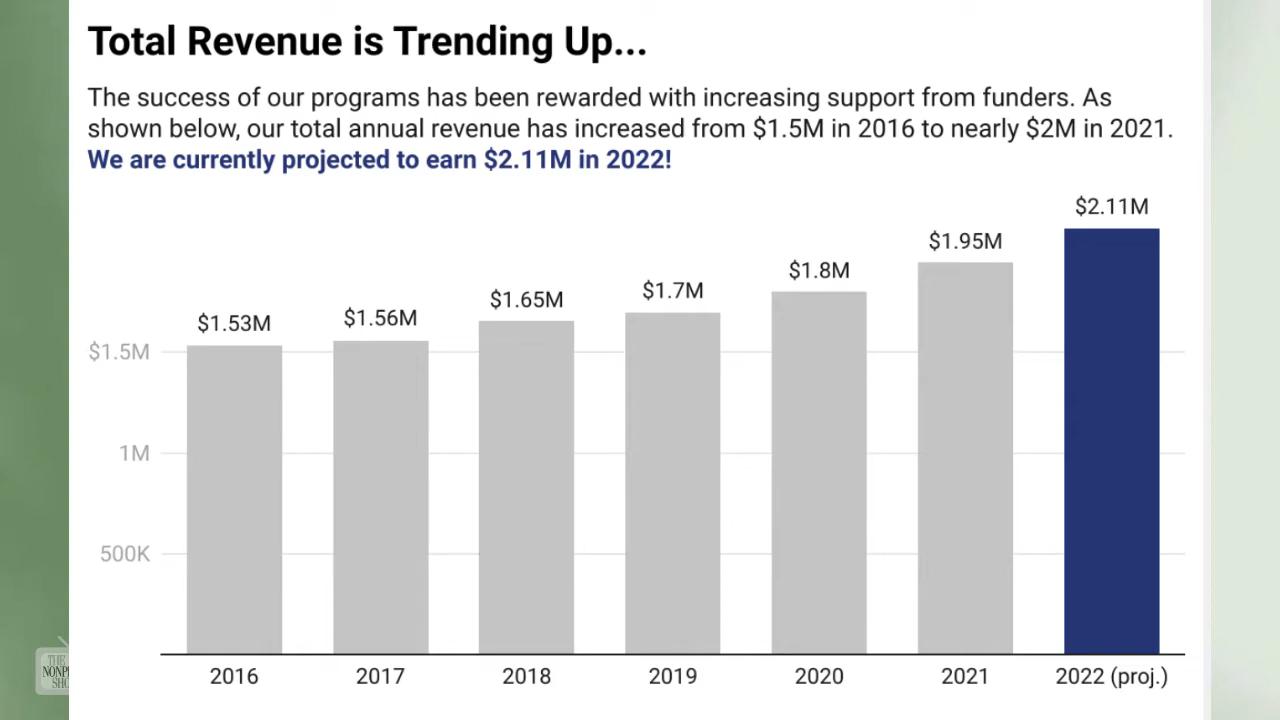 Total Revenue is Trending Up...
The success of our programs has been rewarded with increasing support from funders. As
shown below, our total annual revenue has increased from $1.5M in 2016 to nearly $2M in 2021.
We are currently projected to earn $2.11M in 2022!
$2.11M
$1.95M
$1.8M
$1.7M
$1.65M
$1.56M
$1.53M
$1.5M
1M
500K
2016 2017 2018 2019 2020 2021 2022 (proj.)
THE